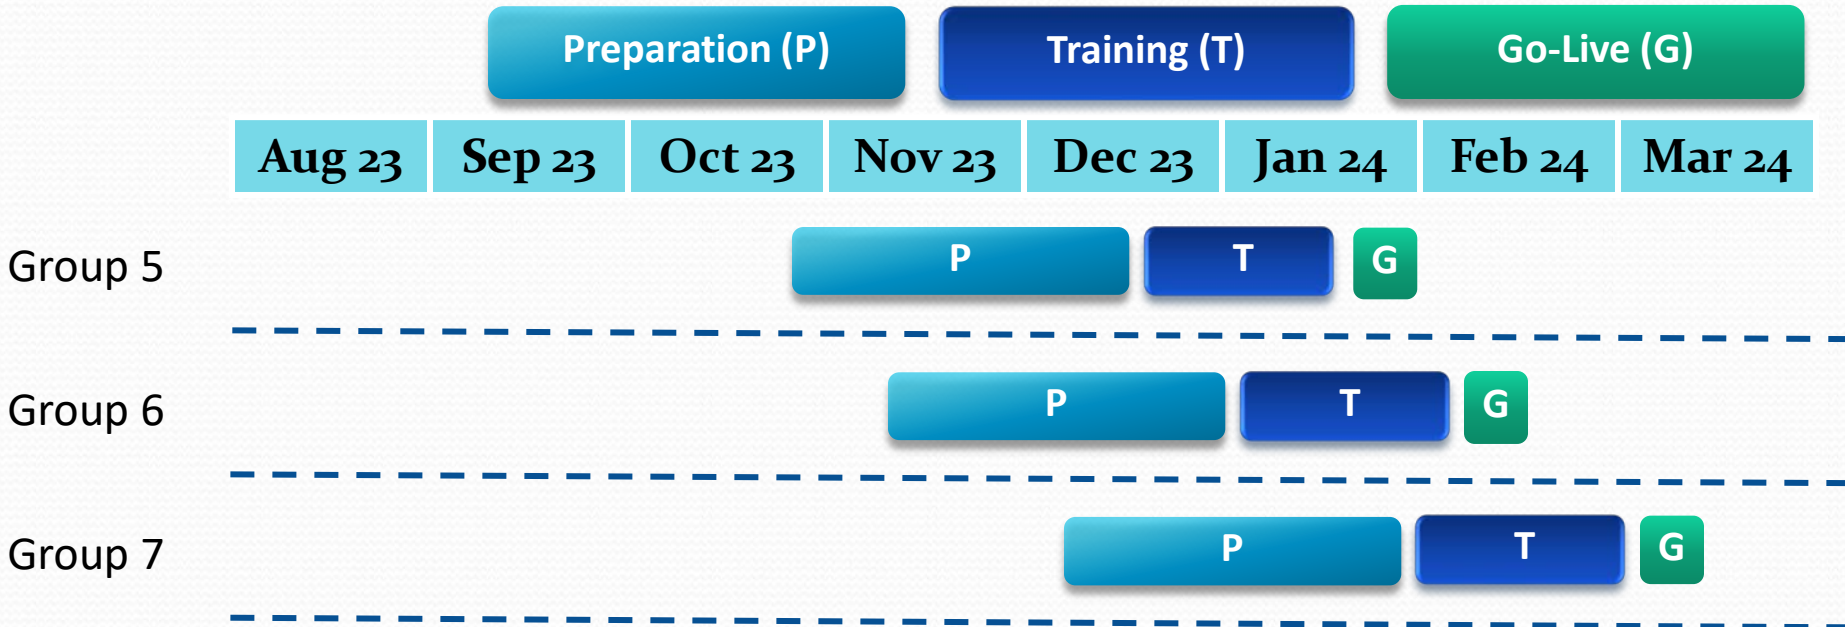 Preparation (P) Training (T) Go-Live (G)
Aug 23 Sep 23 Oct 23 Nov 23 Dec 23 Jan 24 Feb 24 Mar 24
Group 5 P T G
Group 6 P T G
Group 7 P T G